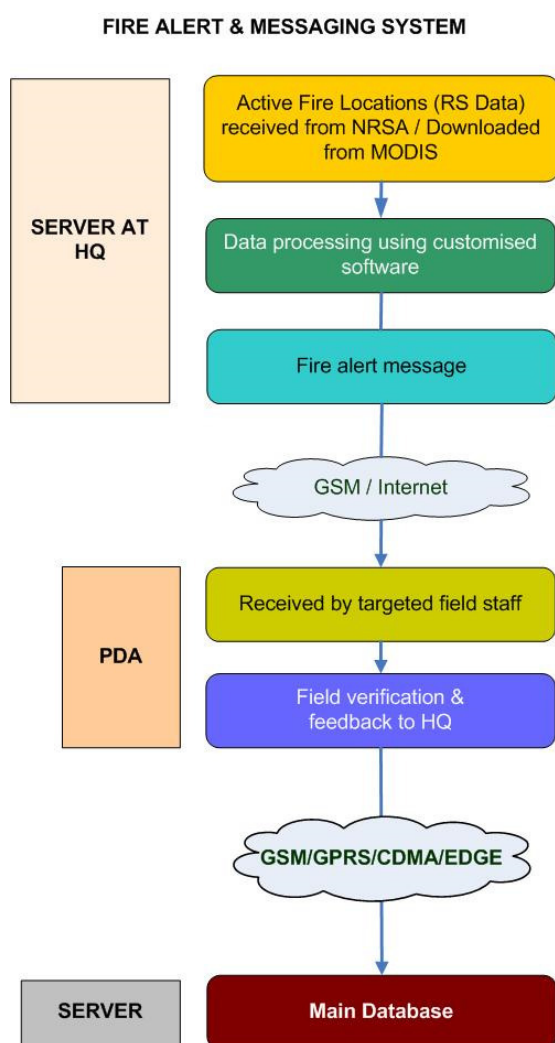 FIRE ALERT & MESSAGING SYSTEM
Active Fire Locations (RS Data)
received from NRSA / Downloaded
from MODIS
SERVER AT
HQ
Data processing using customised
software
Fire alert message
GSM / Internet
PDA
Received by targeted field staff
Field verification &
feedback to HQ
GSM/GPRS/CDMA/EDGE
SERVER
Main Database